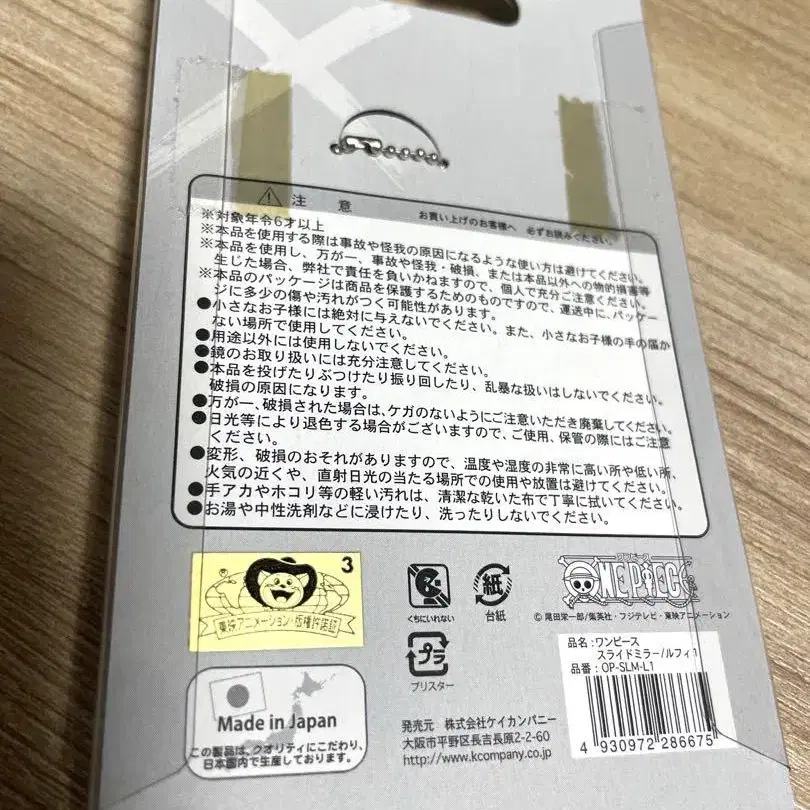 注 意
お買い上げのお客様へ 必ずお読みください。
※対象年令6才以上
※本品を使用する際は事故や怪我の原因になるような使い方は避けてください。
※本品を使用し、万が一、事故や怪我・破損、または本品以外への物的損害等
生じた場合、弊社で責任を負いかねますので、個人で充分ご注意ください。
※本品のパッケージは商品を保護するためのものですので、運送中に、パッケー
ジに多少の傷や汚れがつく可能性があります。
●小さなお子様には絶対に与えないでください。また、小さなお子様の手の届か
ない場所で使用してください。
●用途以外には使用しないでください。
●鏡のお取り扱いには充分注意してください。
●本品を投げたりぶつけたり振り回したり、乱暴な扱いはしないでください。
破損の原因になります。
●万が一、破損された場合は、ケガのないようにご注意いただき廃棄してください。
●日光等により退色する場合がございますので、ご使用、保管の際にはご注意
ください。
●変形、破損のおそれがありますので、温度や湿度の非常に高い所や低い所、
火気の近くや、直射日光の当たる場所での使用や放置は避けてください。
●手アカやホコリ等の軽い汚れは、清潔な乾いた布で丁寧に拭いてください。
●お湯や中性洗剤などに浸けたり、洗ったりしないでください。
3
東映アニメーション・版権許諾証
くちにいれない
紙
台紙
プラ
ブリスター
ワンピース
ONE PIECE
© 尾田栄一郎/集英社・フジテレビ・東映アニメーション
品名:ワンピース
スライドミラー/ルフィ1
品番:OP-SLM-L1
4 930972 286675
Made in Japan
この製品は、クオリティにこだわり、
日本国内で生産しております。
発売元 株式会社ケイカンパニー
大阪市平野区長吉長原2-2-60
http://www.kcompany.co.jp